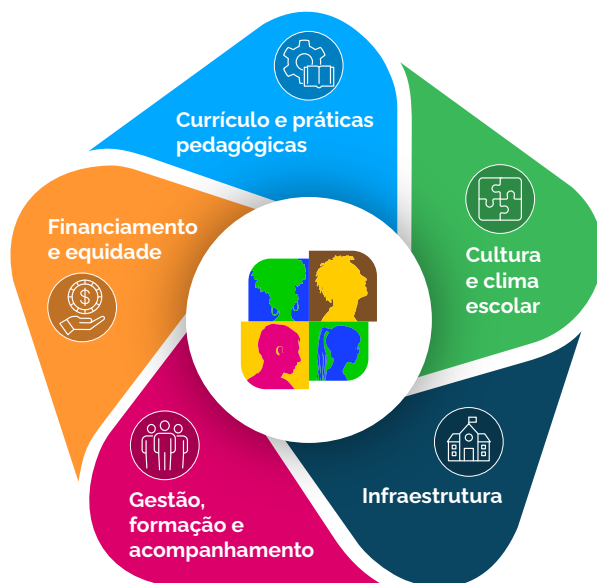 Currículo e práticas
pedagógicas
Cultura
e clima
escolar
Infraestrutura
Gestão,
formação e
acompanhamento
Financiamento
e equidade
$